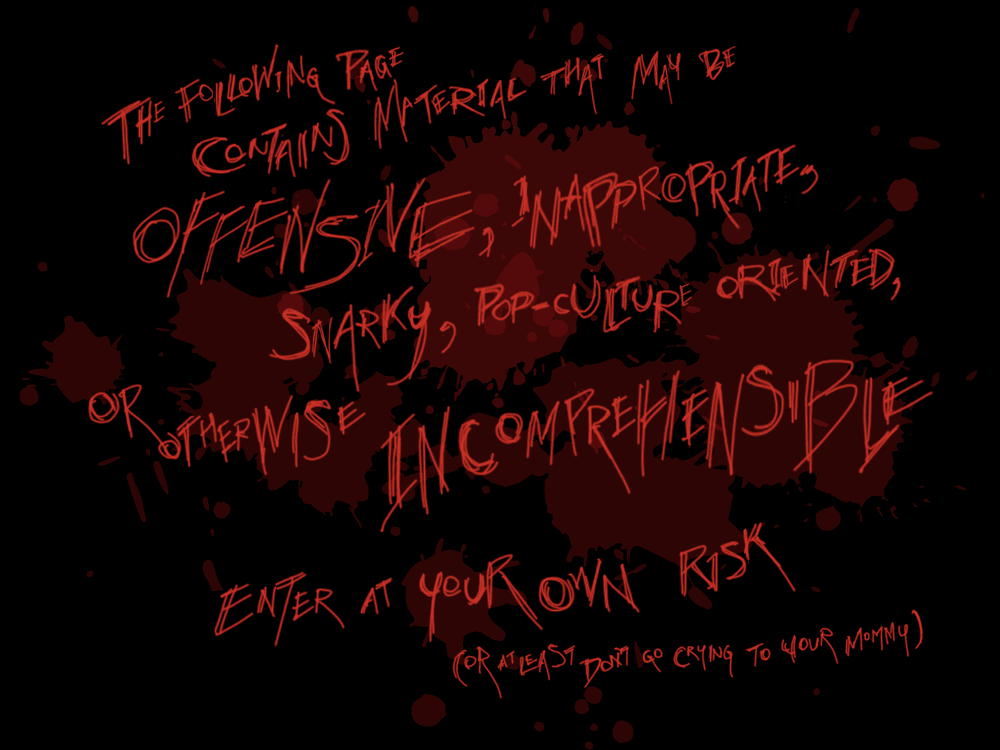 The Following Page
Contains Material that may be
Offensive, Inappropriate,
Snarky, Pop-culture oriented,
or otherwise Incomprehensible
Enter at your own risk
(or at least don't go crying to your mommy)